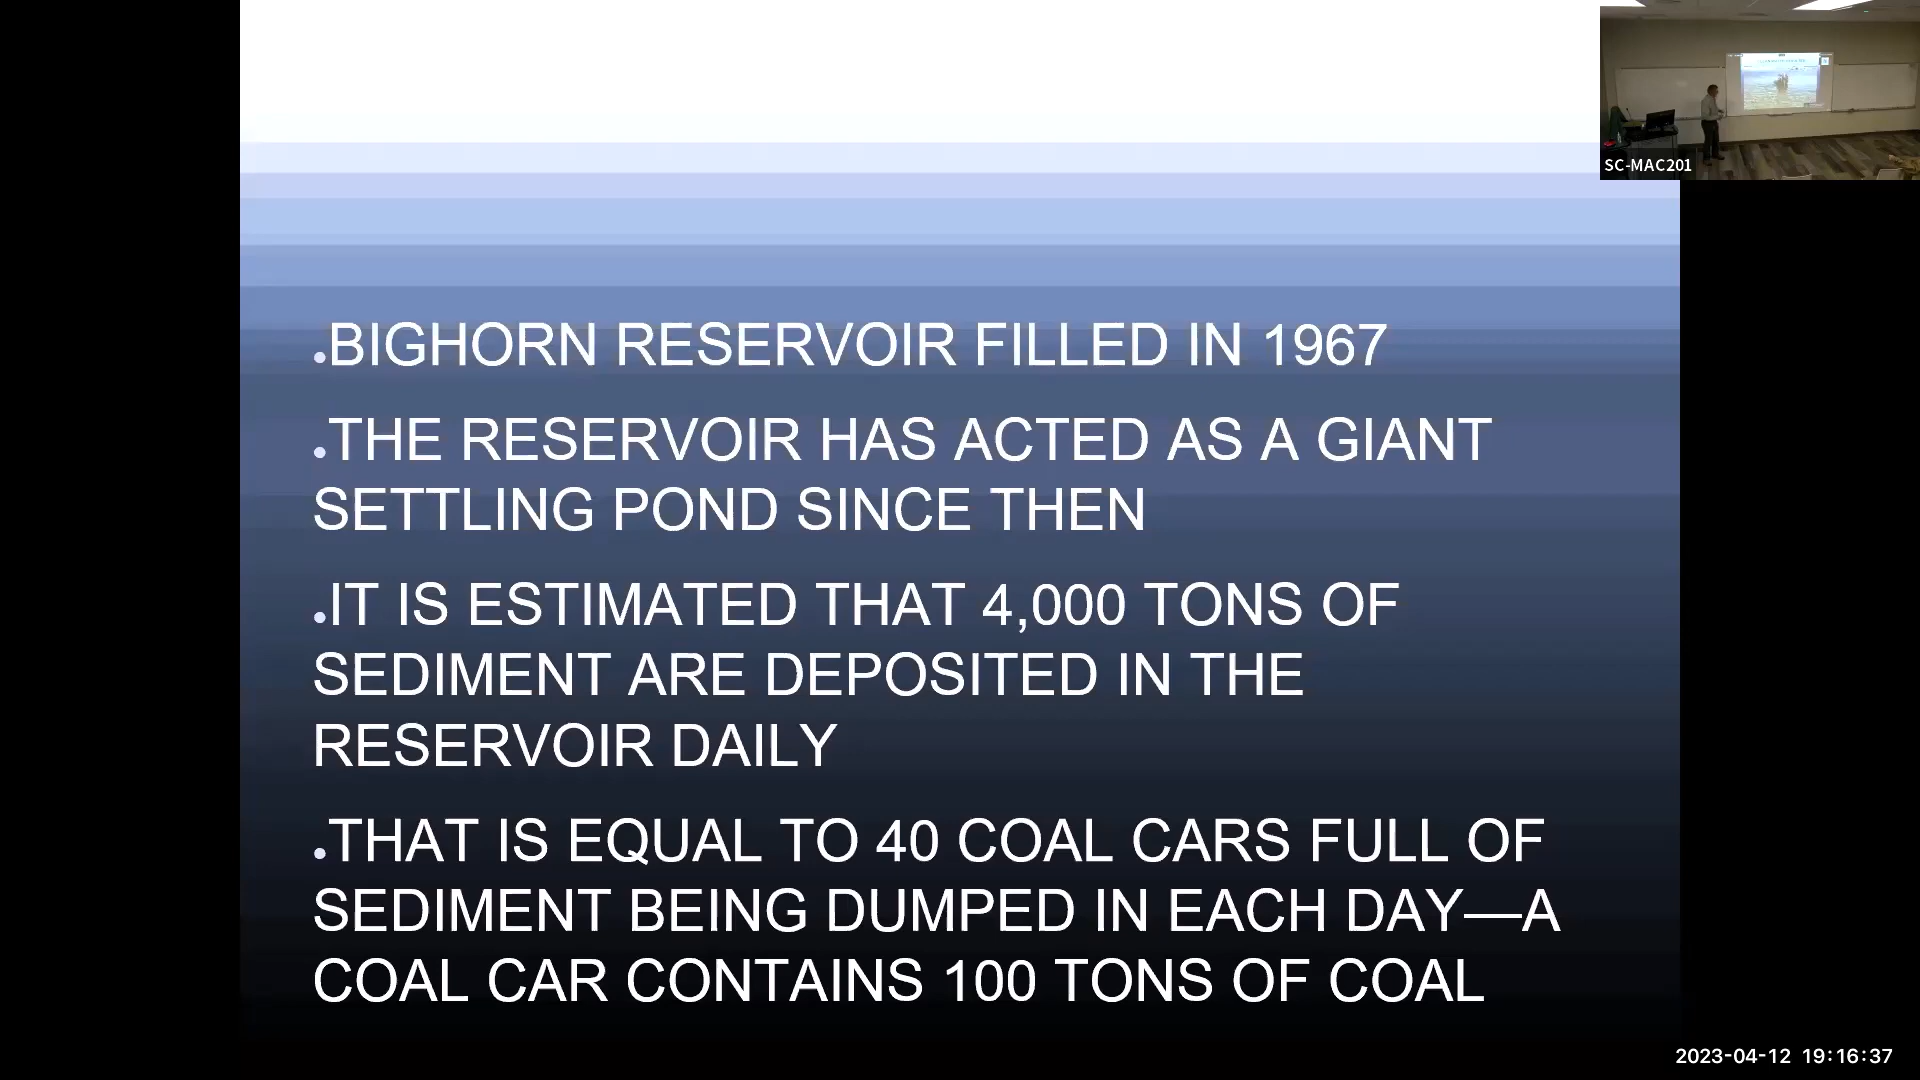 SC-MAC201
.BIGHORN RESERVOIR FILLED IN 1967
.THE RESERVOIR HAS ACTED AS A GIANT
SETTLING POND SINCE THEN
.IT IS ESTIMATED THAT 4,000 TONS OF
SEDIMENT ARE DEPOSITED IN THE
RESERVOIR DAILY
.THAT IS EQUAL TO 40 COAL CARS FULL OF
SEDIMENT BEING DUMPED IN EACH DAY—A
COAL CAR CONTAINS 100 TONS OF COAL
2023-04-12 19:16:37